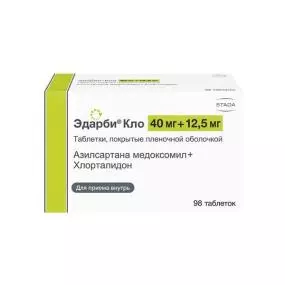 Эдарби® Кло 40 мг + 12,5 мг
STADA
Таблетки, покрытые пленочной оболочкой
Азилсартана медоксомил +
Хлорталидон
Для приема внутрь
98 таблеток